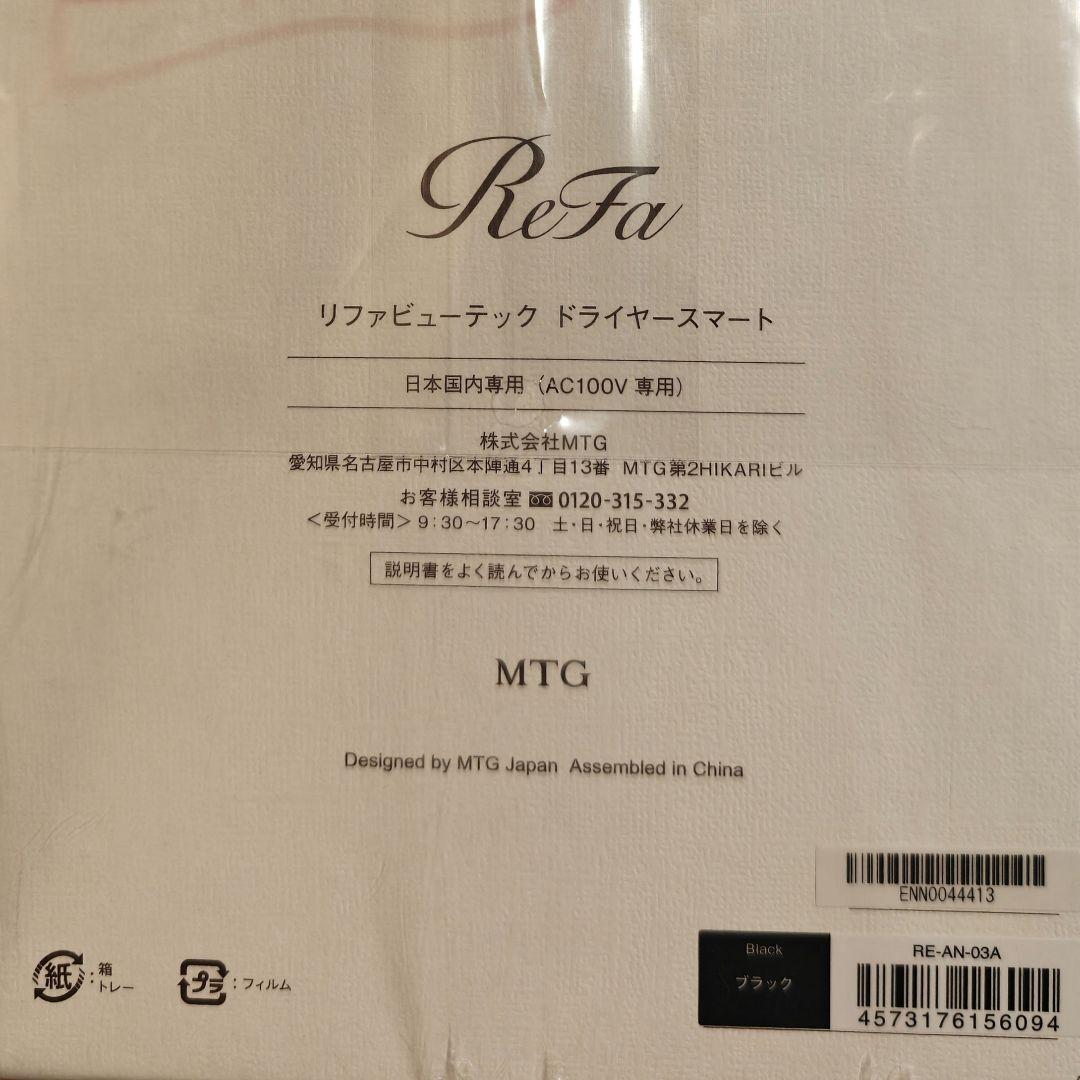 ReFa
リファビューテック ドライヤースマート
日本国内専用（AC100V 専用）
株式会社MTG
愛知県名古屋市中村区本陣通4丁目13番 MTG第2HIKARIビル
お客様相談室 0120-315-332
＜受付時間＞9:30～17:30 土・日・祝日・弊社休業日を除く
説明書をよく読んでからお使いください。
MTG
Designed by MTG Japan Assembled in China
ENN0044413
Black
ブラック
RE-AN-03A
4573176156094
紙：箱
トレー
プラ：フィルム